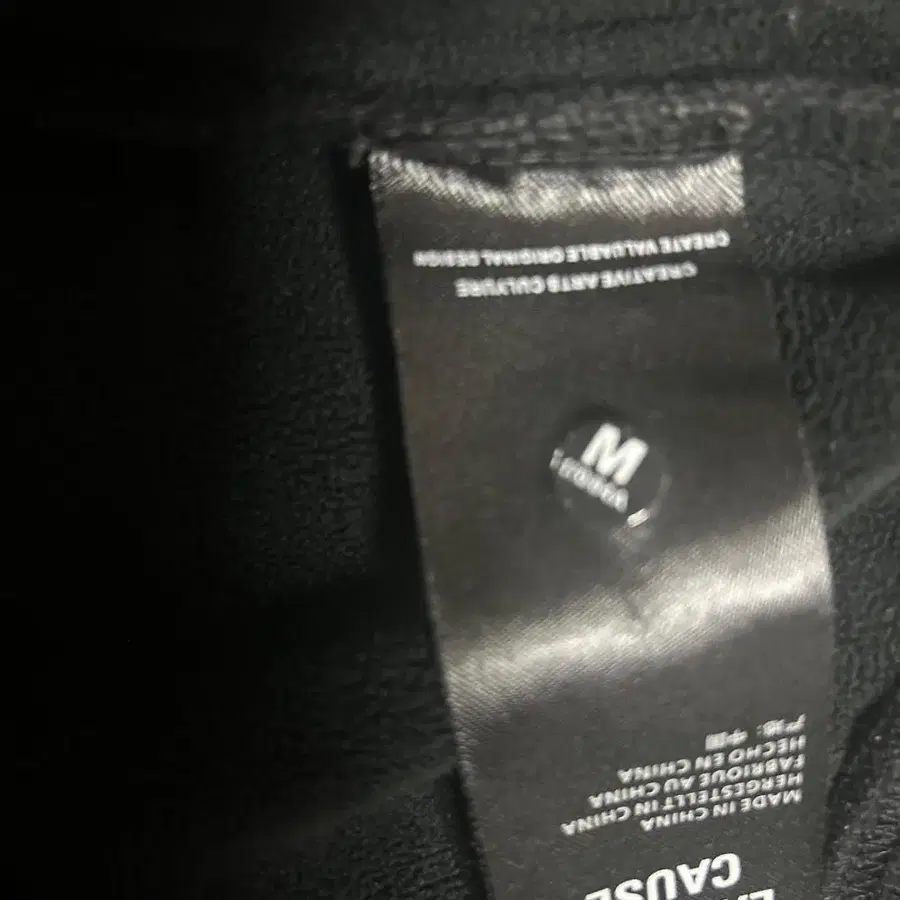 CAUSE
MADE IN CHINA
HERGESTELLT IN CHINA
FABRIQUE AU CHINA
HECHO EN CHINA
产地：中国
M
CREATIVE ARTS CULTURE
CREATE VALUABLE ORIGINAL DESIGN